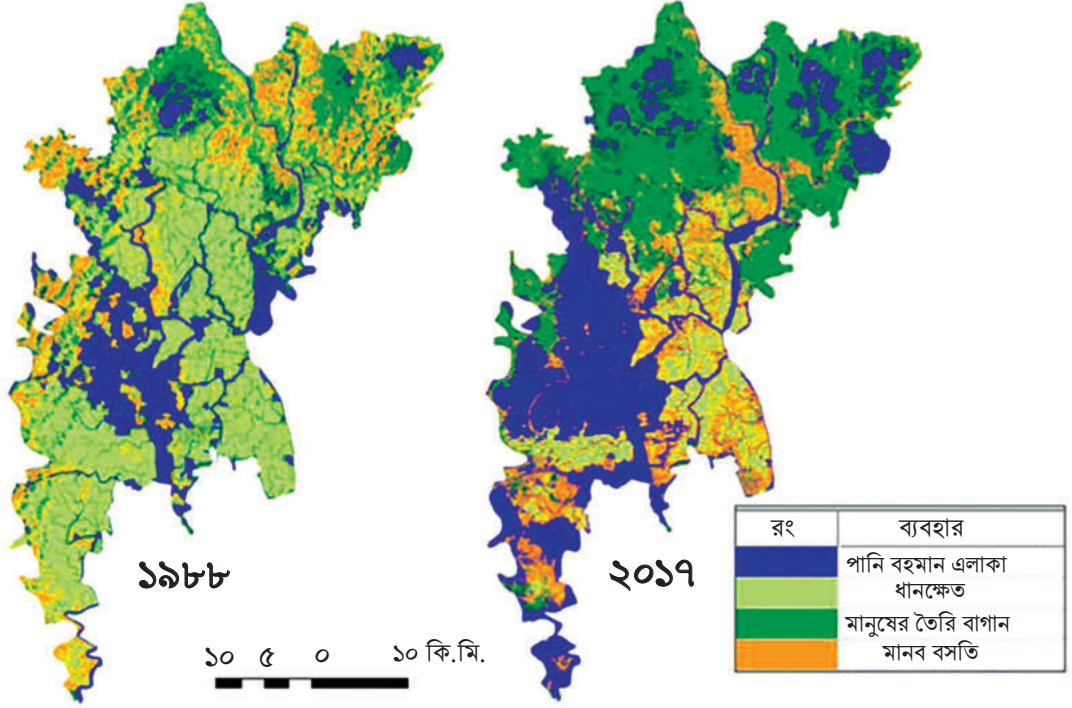 ১৯৮৮
২০১৭
১০ ৫ ০ ১০ কি.মি.
রং ব্যবহার
পানি বহমান এলাকা
ধানক্ষেত
মানুষের তৈরি বাগান
মানব বসতি